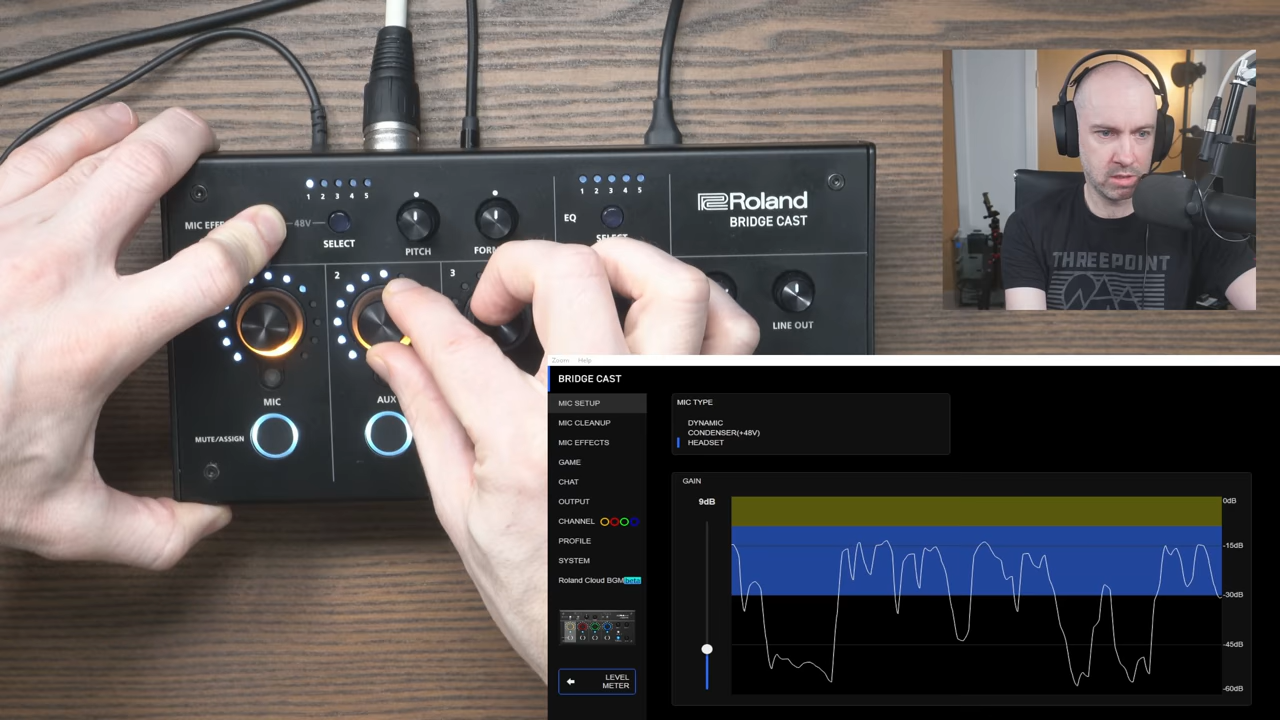 1 2 3 4 5
1 2 3 4 5
MIC
48V
SELECT
PITCH
EQ
Roland
BRIDGE CAST
2
3
LINE OUT
MIC
AUX
MUTE/ASSIGN
THREEPOINT
Zoom Help
BRIDGE CAST
MIC SETUP
MIC CLEANUP
MIC EFFECTS
GAME
CHAT
OUTPUT
CHANNEL
PROFILE
SYSTEM
Roland Cloud BGM Beta
LEVEL
METER
MIC TYPE
DYNAMIC
CONDENSER(+48V)
HEADSET
GAIN
9dB
0dB
-15dB
-30dB
-45dB
-60dB